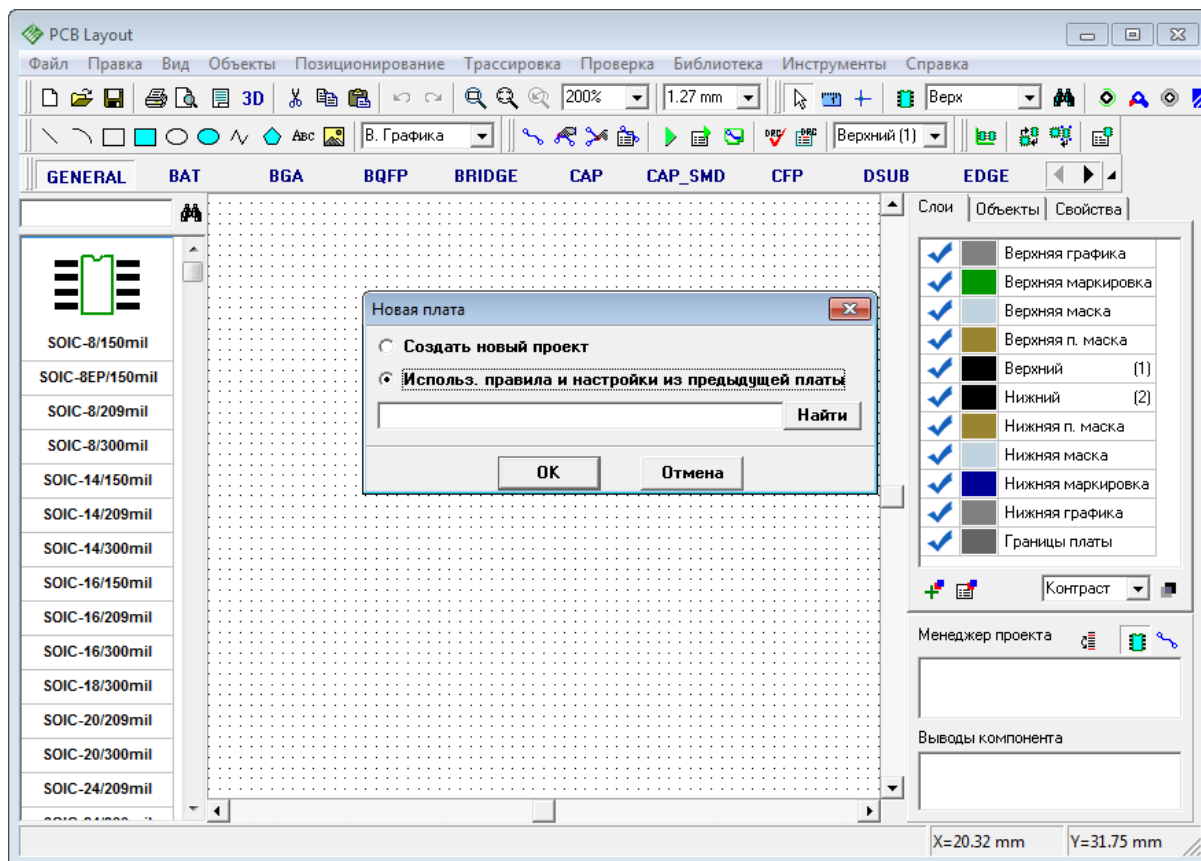 PCB Layout
Файл Правка Вид Объекты Позиционирование Трассировка Проверка Библиотека Инструменты Справка
3D 200% 1.27 mm Верх
ABC В. Графика DRC DRC Верхний (1)
GENERAL BAT BGA BQFP BRIDGE CAP CAP_SMD CFP DSUB EDGE
SOIC-8/150mil
SOIC-8EP/150mil
SOIC-8/209mil
SOIC-8/300mil
SOIC-14/150mil
SOIC-14/209mil
SOIC-14/300mil
SOIC-16/150mil
SOIC-16/209mil
SOIC-16/300mil
SOIC-18/300mil
SOIC-20/209mil
SOIC-20/300mil
SOIC-24/209mil
Новая плата
Создать новый проект
Использ. правила и настройки из предыдущей платы
Найти
OK Отмена
Слои Объекты Свойства
Верхняя графика
Верхняя маркировка
Верхняя маска
Верхняя п. маска
Верхний (1)
Нижний (2)
Нижняя п. маска
Нижняя маска
Нижняя маркировка
Нижняя графика
Границы платы
Контраст
Менеджер проекта
Выводы компонента
X=20.32 mm Y=31.75 mm